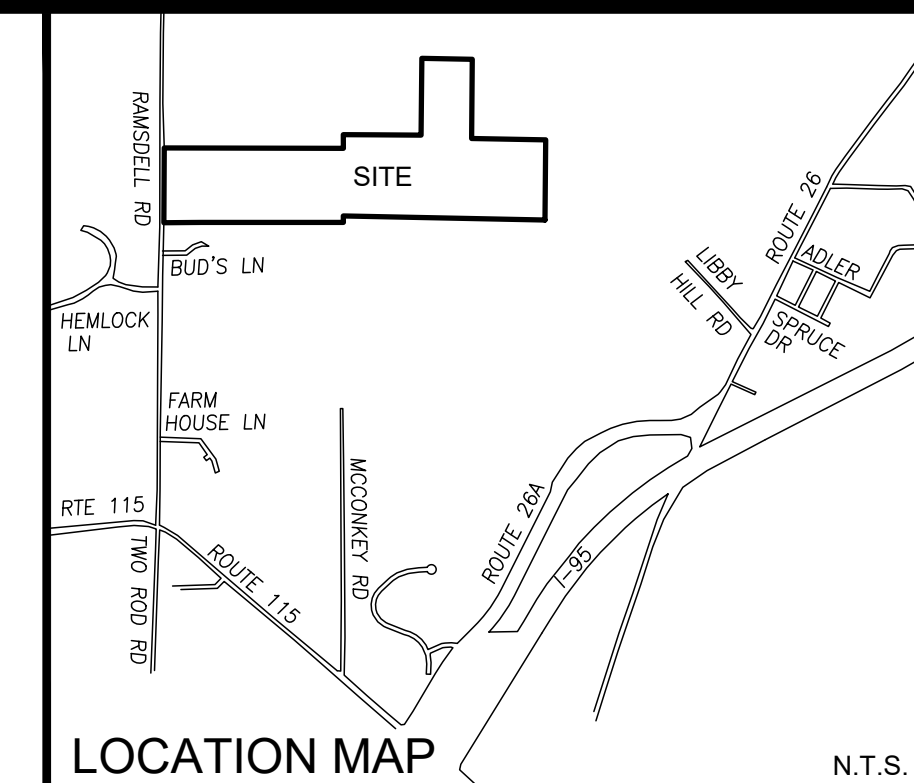 RAMSDELL RD
SITE
BUD'S LN
HEMLOCK
LN
ROUTE 26
ADLER
LIBBY
HILL RD
SPRUCE
DR
FARM
HOUSE LN
MCCONKEY RD
ROUTE 26A
RTE 115
TWO ROD RD
ROUTE 115
I-95
LOCATION MAP
N.T.S.